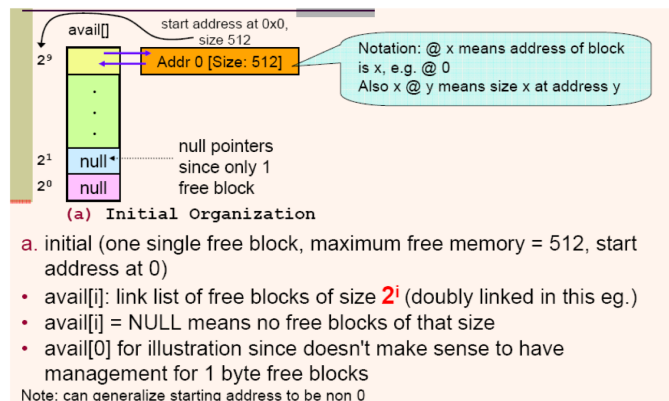 start address at 0x0,
avail[]
size 512
2⁹
Addr 0 [Size: 512]
Notation: @ x means address of block
is x, e.g. @ 0
Also x @ y means size x at address y
.
.
.
2¹
null
2⁰
null
null pointers
since only 1
free block
(a) Initial Organization
a. initial (one single free block, maximum free memory = 512, start
address at 0)
• avail[i]: link list of free blocks of size 2ⁱ (doubly linked in this eg.)
• avail[i] = NULL means no free blocks of that size
• avail[0] for illustration since doesn't make sense to have
management for 1 byte free blocks
Note: can generalize starting address to be non 0